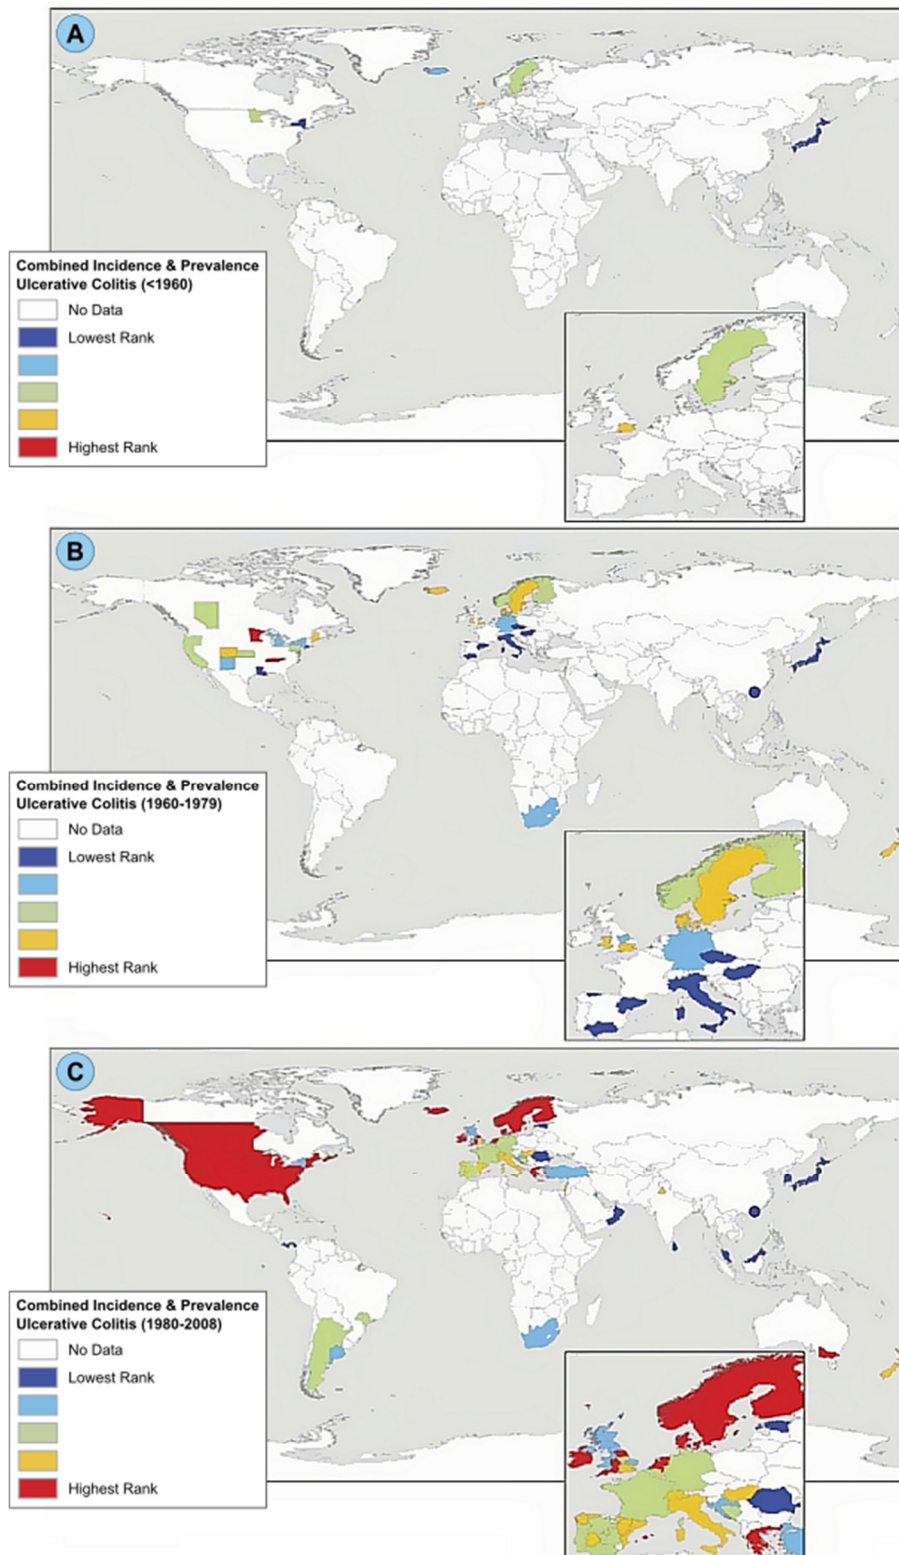 A
Combined Incidence & Prevalence
Ulcerative Colitis (<1960)
No Data
Lowest Rank
Highest Rank
B
Combined Incidence & Prevalence
Ulcerative Colitis (1960-1979)
No Data
Lowest Rank
Highest Rank
C
Combined Incidence & Prevalence
Ulcerative Colitis (1980-2008)
No Data
Lowest Rank
Highest Rank